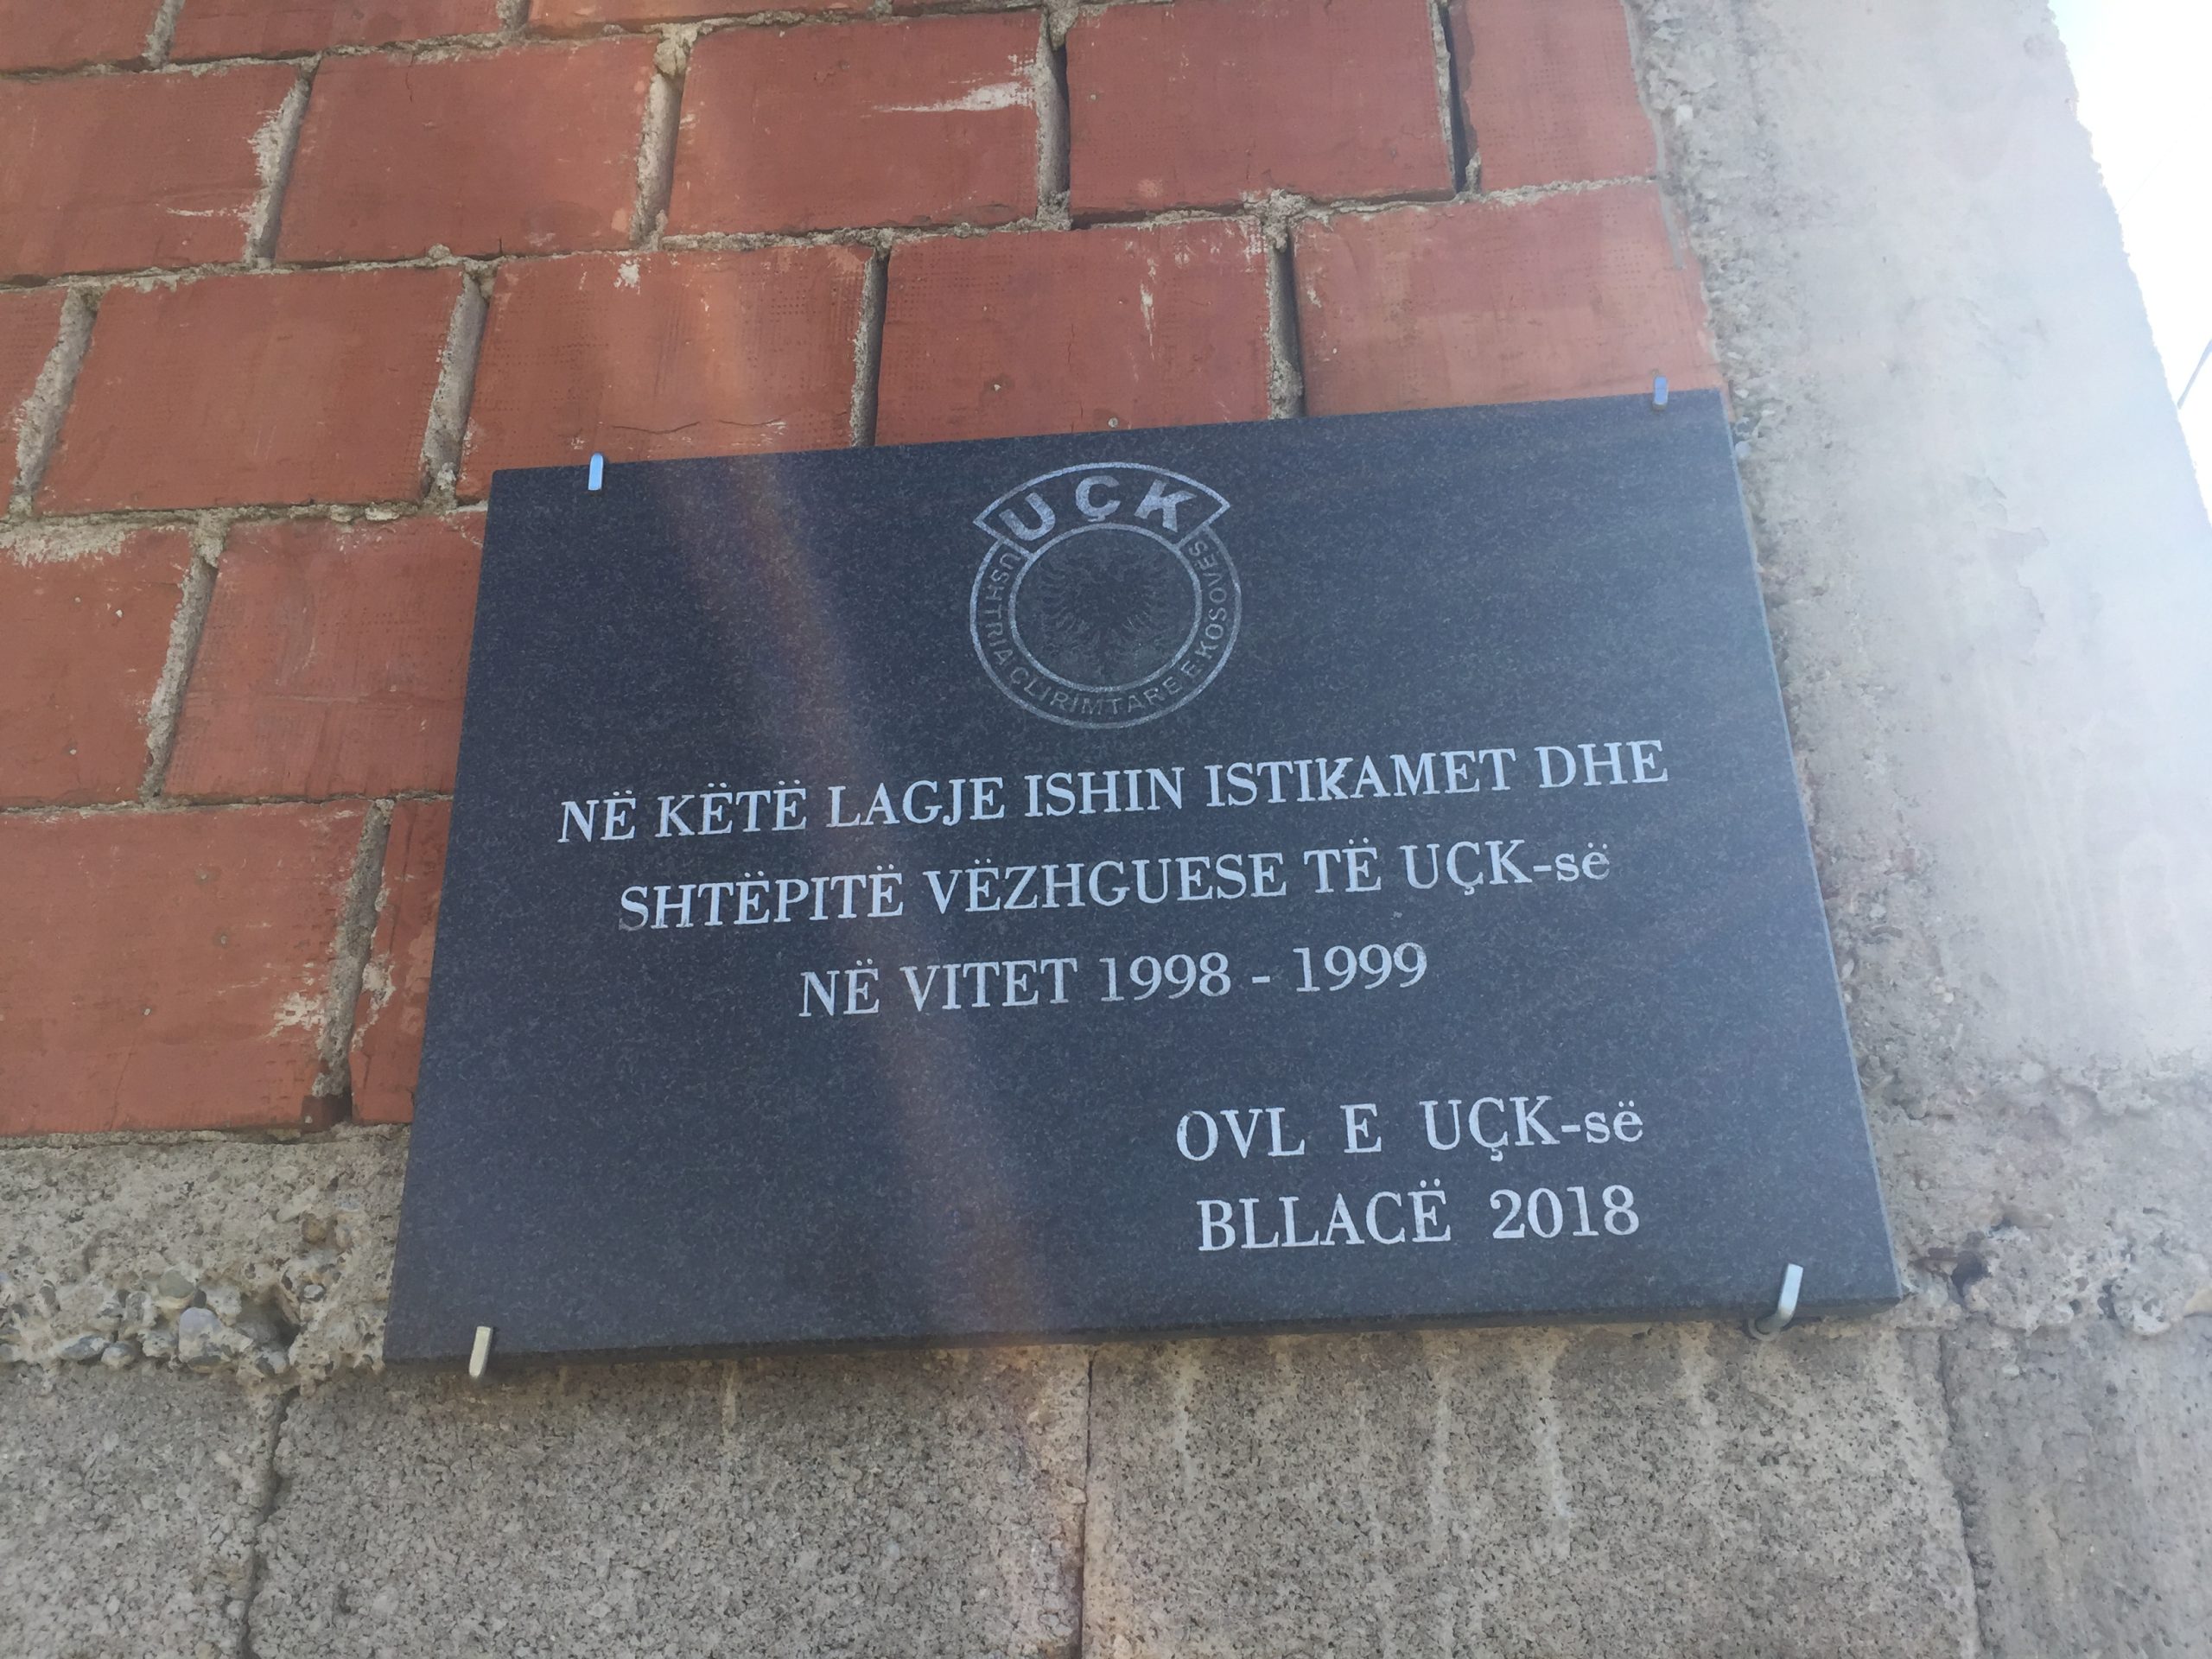 UÇK
USHTRIA ÇLIRIMTARE E KOSOVËS
NË KËTË LAGJE ISHIN ISTIKAMET DHE
SHTËPITË VËZHGUESE TË UÇK-së
NË VITET 1998 - 1999
OVL E UÇK-së
BLLACË 2018